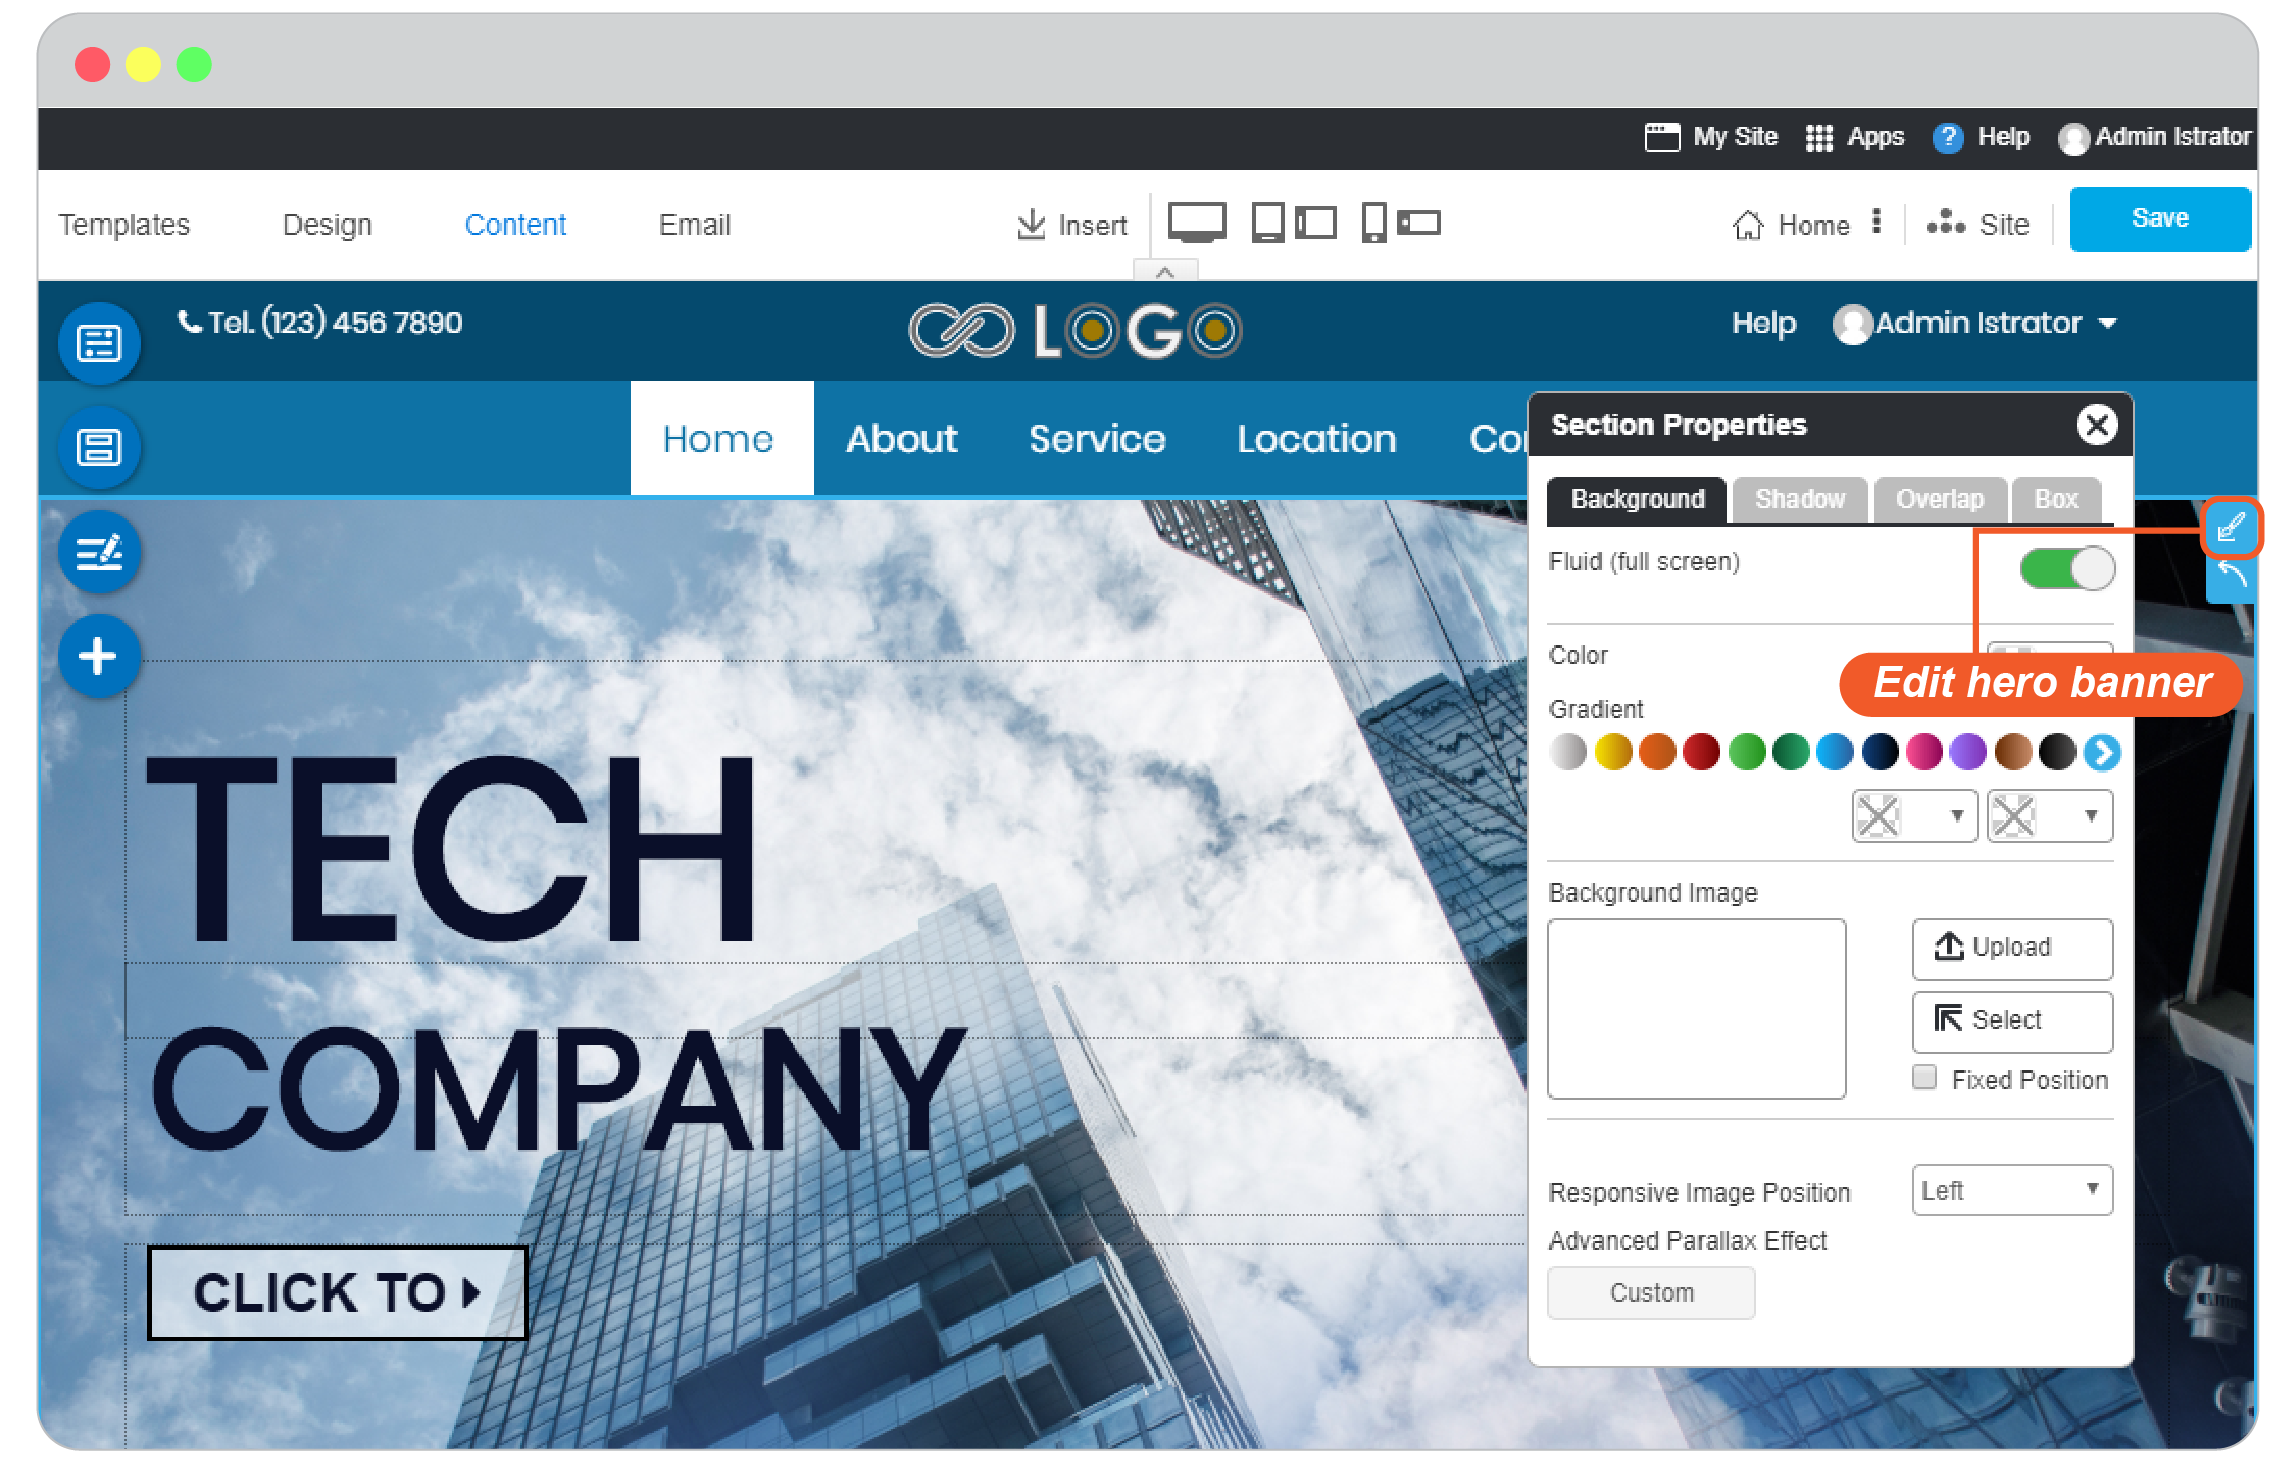 My Site Apps ? Help Admin Istrator
Templates Design Content Email Insert Home Site Save
Tel. (123) 456 7890 LOGO Help Admin Istrator
Home About Service Location
Section Properties
Background Shadow Overlap Box
Fluid (full screen)
Color
Edit hero banner
Gradient
Background Image
Upload
Select
Fixed Position
Responsive Image Position Left
Advanced Parallax Effect
Custom
TECH
COMPANY
CLICK TO